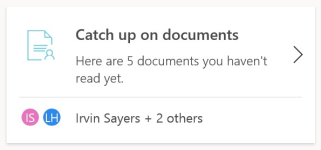 Catch up on documents
Here are 5 documents you haven't
read yet.
IS LH Irvin Sayers + 2 others